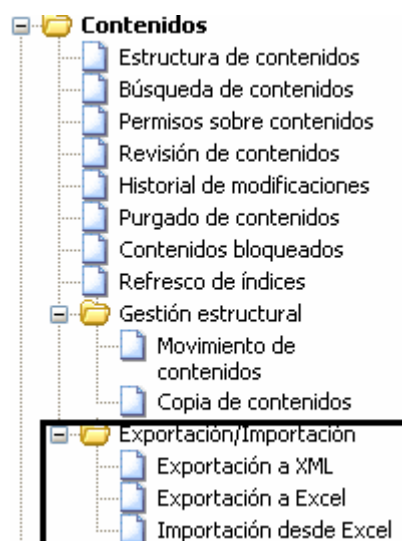 Contenidos
Estructura de contenidos
Búsqueda de contenidos
Permisos sobre contenidos
Revisión de contenidos
Historial de modificaciones
Purgado de contenidos
Contenidos bloqueados
Refresco de índices
Gestión estructural
Movimiento de
contenidos
Copia de contenidos
Exportación/Importación
Exportación a XML
Exportación a Excel
Importación desde Excel